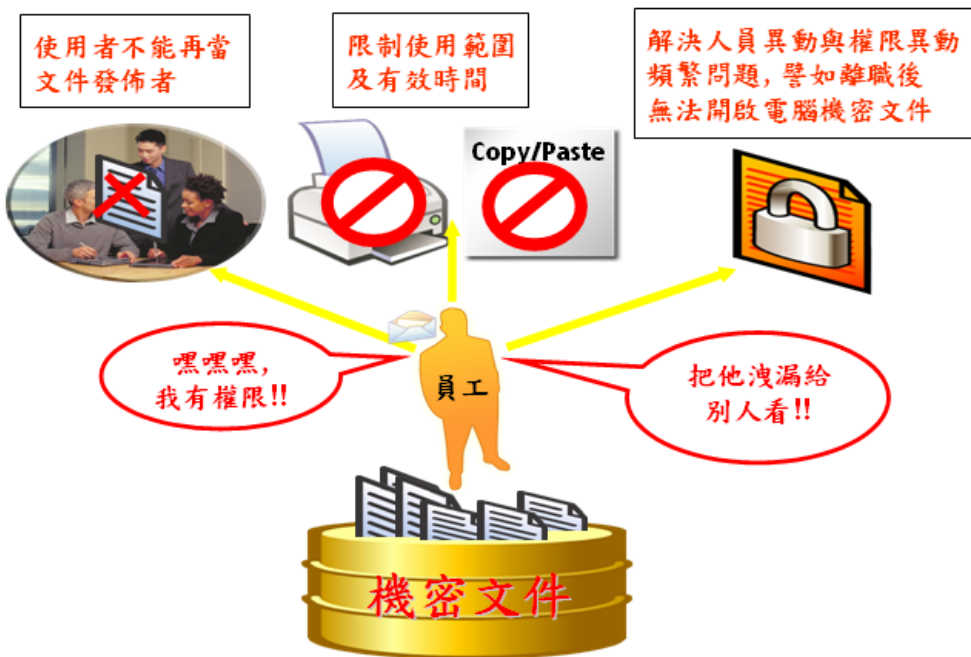 使用者不能再當
文件發佈者
限制使用範圍
及有效時間
解決人員異動與權限異動
頻繁問題, 譬如離職後
無法開啟電腦機密文件
Copy/Paste
嘿嘿嘿,
我有權限!!
員工
把他洩漏給
別人看!!
機密文件